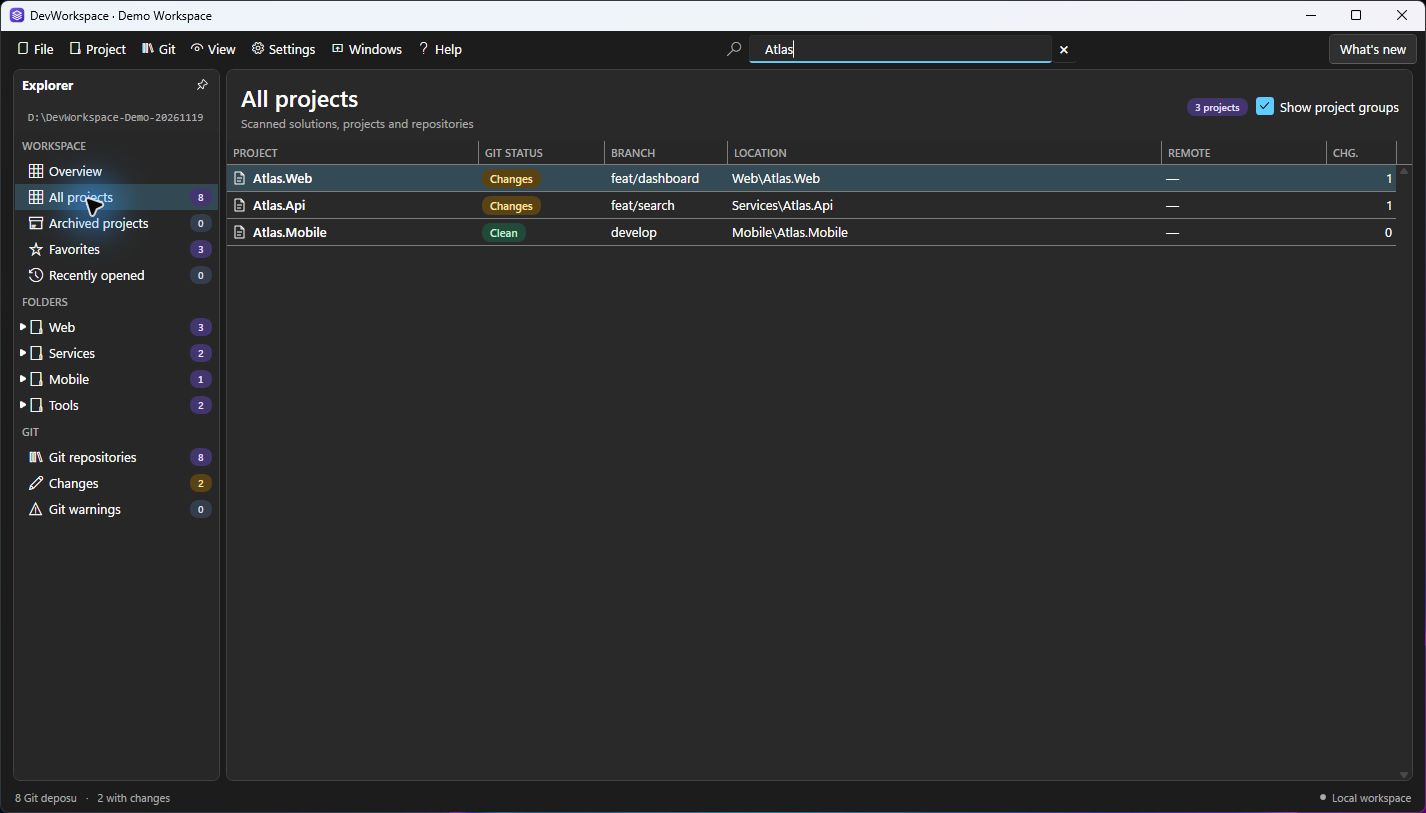 DevWorkspace · Demo Workspace
File Project Git View Settings Windows ? Help Atlas × What's new
Explorer
D:\DevWorkspace-Demo-20261119
WORKSPACE
Overview
All projects 8
Archived projects 0
Favorites 3
Recently opened 0
FOLDERS
Web 3
Services 2
Mobile 1
Tools 2
GIT
Git repositories 8
Changes 2
Git warnings 0
All projects
Scanned solutions, projects and repositories
3 projects Show project groups
PROJECT GIT STATUS BRANCH LOCATION REMOTE CHG.
Atlas.Web Changes feat/dashboard Web\Atlas.Web — 1
Atlas.Api Changes feat/search Services\Atlas.Api — 1
Atlas.Mobile Clean develop Mobile\Atlas.Mobile — 0
8 Git deposu · 2 with changes
Local workspace